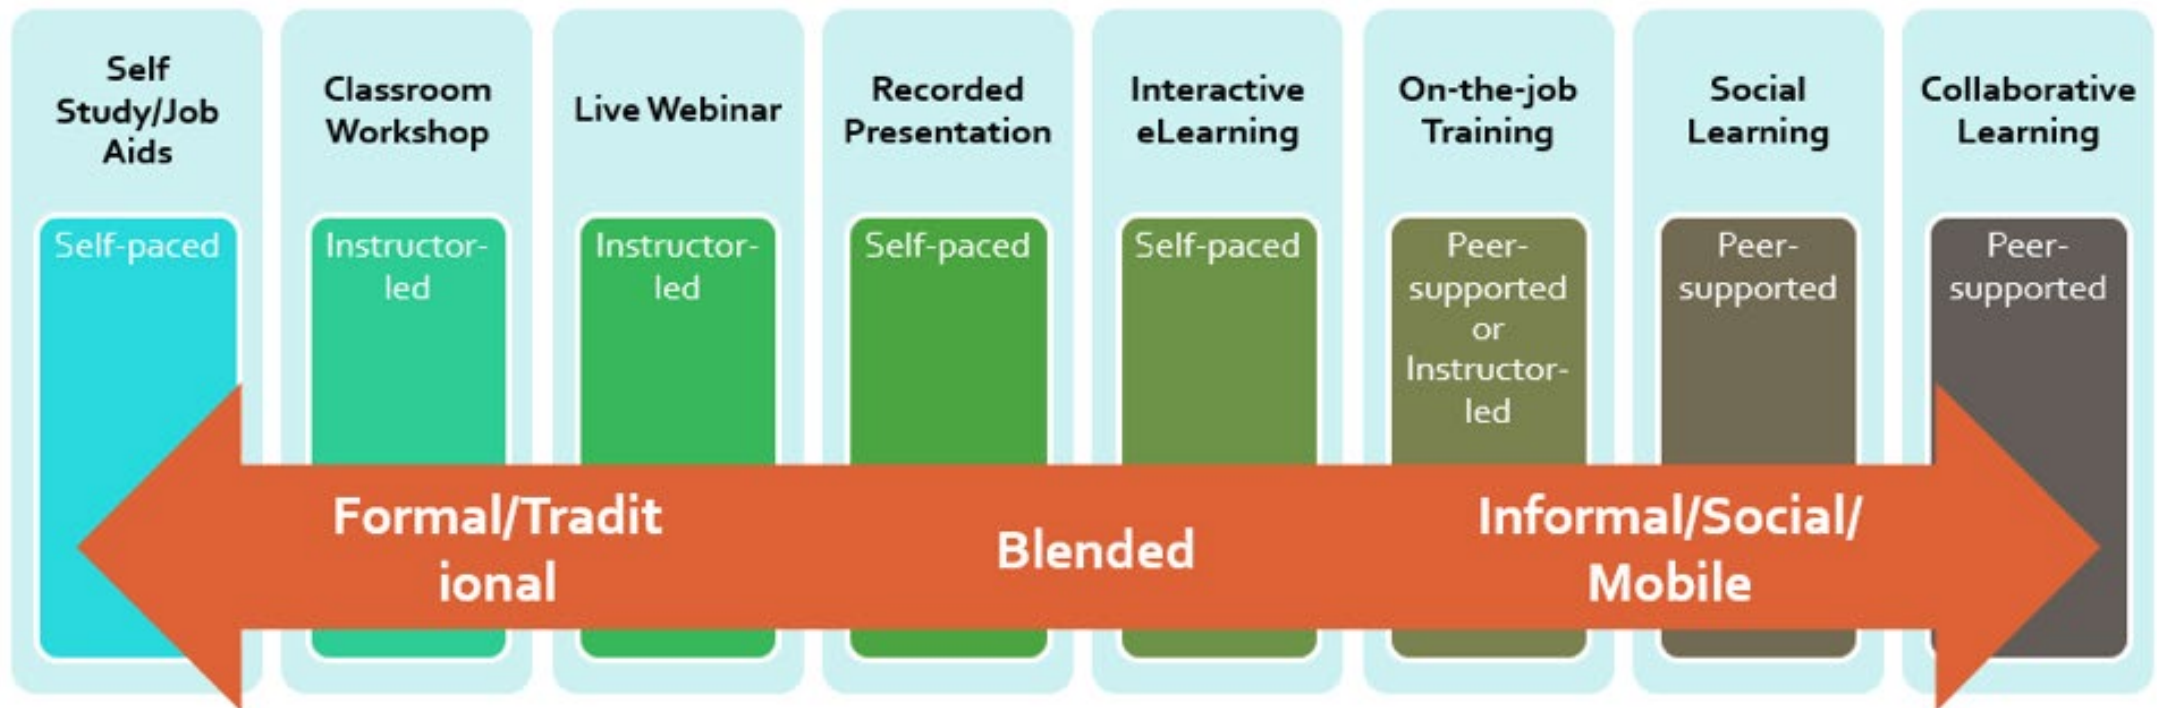 Self
Study/Job
Aids
Self-paced
Classroom
Workshop
Instructor-
led
Live Webinar
Instructor-
led
Recorded
Presentation
Self-paced
Interactive
eLearning
Self-paced
On-the-job
Training
Peer-
supported
or
Instructor-
led
Social
Learning
Peer-
supported
Collaborative
Learning
Peer-
supported
Formal/Tradit
ional
Blended
Informal/Social/
Mobile